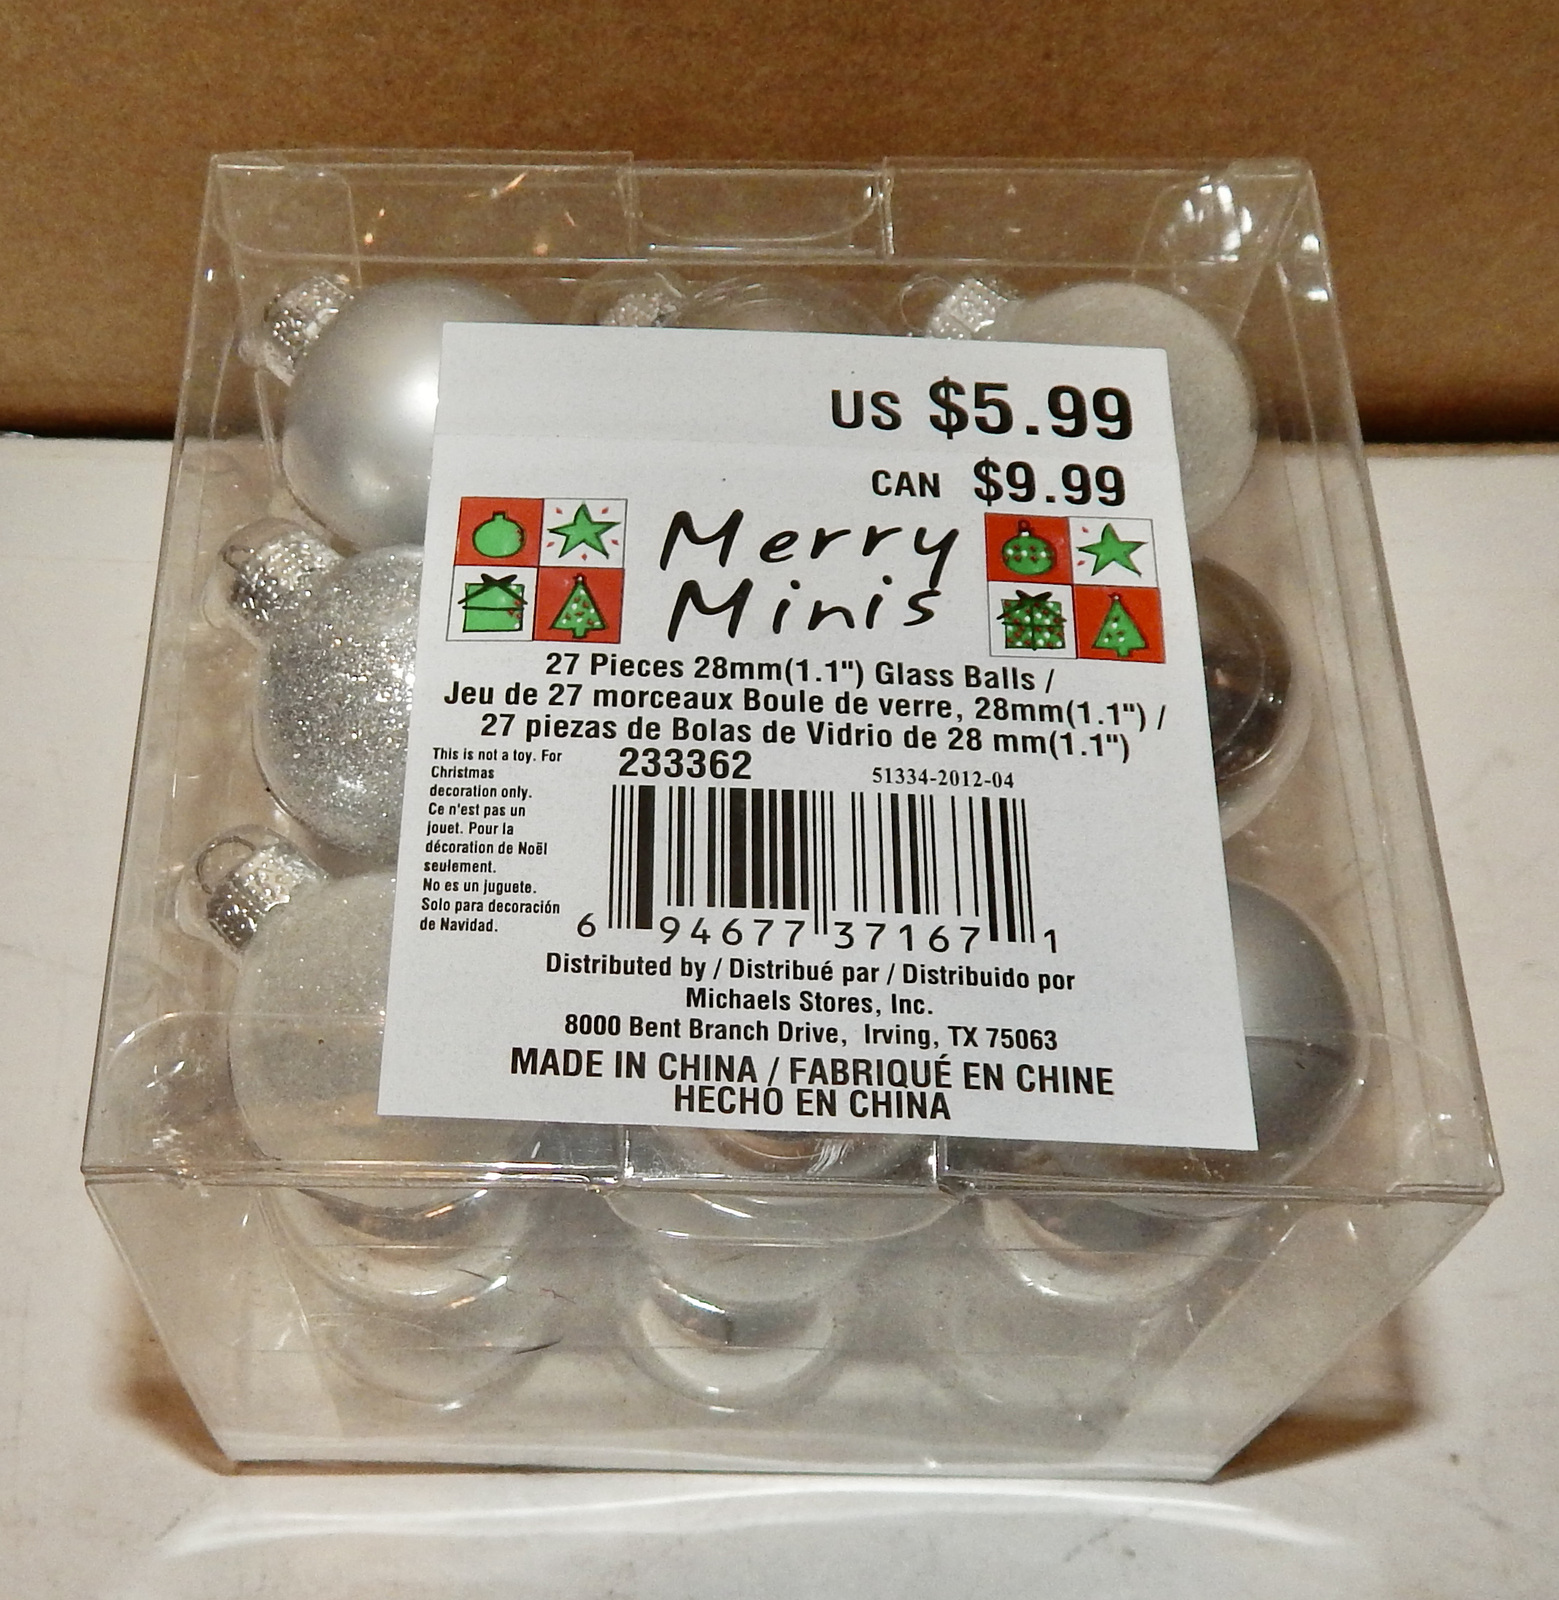 US $5.99
CAN $9.99
Merry
Minis
27 Pieces 28mm(1.1") Glass Balls /
Jeu de 27 morceaux Boule de verre, 28mm(1.1") /
27 piezas de Bolas de Vidrio de 28 mm(1.1")
This is not a toy. For
Christmas
decoration only.
Ce n'est pas un
jouet. Pour la
décoration de Noël
seulement.
No es un juguete.
Solo para decoración
de Navidad.
233362
51334-2012-04
6 94677 37167 1
Distributed by / Distribué par / Distribuido por
Michaels Stores, Inc.
8000 Bent Branch Drive, Irving, TX 75063
MADE IN CHINA / FABRIQUÉ EN CHINE
HECHO EN CHINA